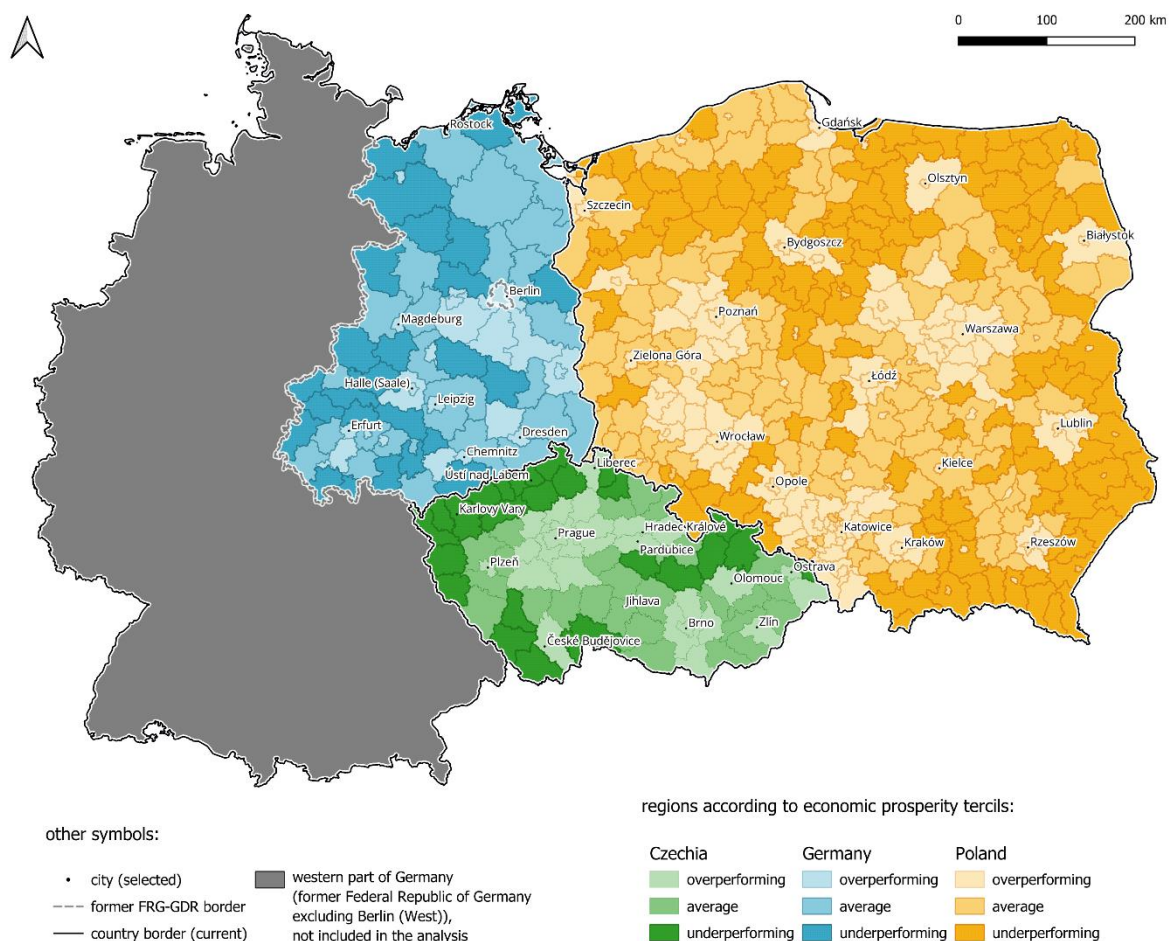 0 100 200 km
Rostock
Gdańsk
Olsztyn
Szczecin
Białystok
Bydgoszcz
Berlin
Poznań
Magdeburg
Warszawa
Zielona Góra
Halle (Saale)
Łódź
Leipzig
Lublin
Erfurt
Dresden
Wrocław
Chemnitz
Liberec
Kielce
Ústí nad Labem
Opole
Karlovy Vary
Hradec Králové
Katowice
Prague
Kraków
Rzeszów
Pardubice
Plzeň
Ostrava
Olomouc
Jihlava
Brno
Zlín
České Budějovice
regions according to economic prosperity tercils:
other symbols:
Czechia Germany Poland
city (selected)
western part of Germany
overperforming overperforming overperforming
(former Federal Republic of Germany
former FRG-GDR border
excluding Berlin (West)),
average average average
country border (current)
not included in the analysis
underperforming underperforming underperforming